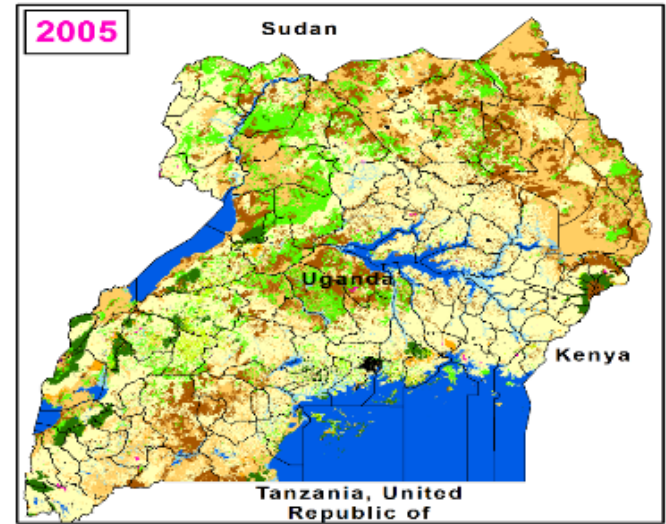 2005
Sudan
Uganda
Kenya
Tanzania, United
Republic of